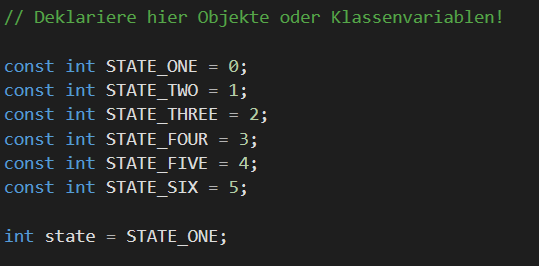 // Deklariere hier Objekte oder Klassenvariablen!
const int STATE_ONE = 0;
const int STATE_TWO = 1;
const int STATE_THREE = 2;
const int STATE_FOUR = 3;
const int STATE_FIVE = 4;
const int STATE_SIX = 5;
int state = STATE_ONE;